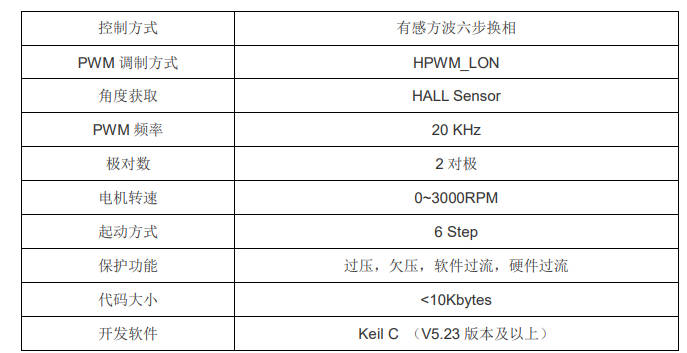 控制方式 有感方波六步换相
PWM 调制方式 HPWM_LON
角度获取 HALL Sensor
PWM 频率 20 KHz
极对数 2 对极
电机转速 0~3000RPM
起动方式 6 Step
保护功能 过压，欠压，软件过流，硬件过流
代码大小 <10Kbytes
开发软件 Keil C （V5.23 版本及以上）